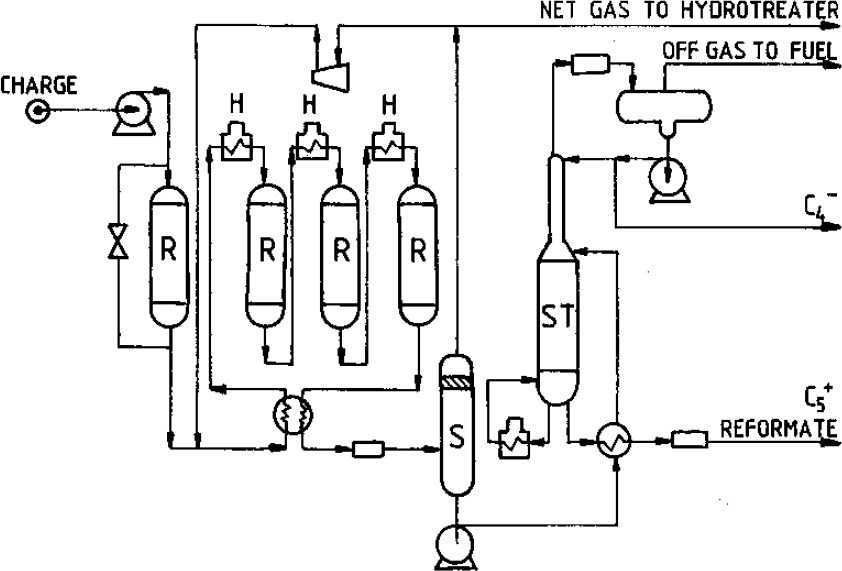 NET GAS TO HYDROTREATER
OFF GAS TO FUEL
CHARGE
H H H
C4-
R R R R
ST
C5+
REFORMATE
S